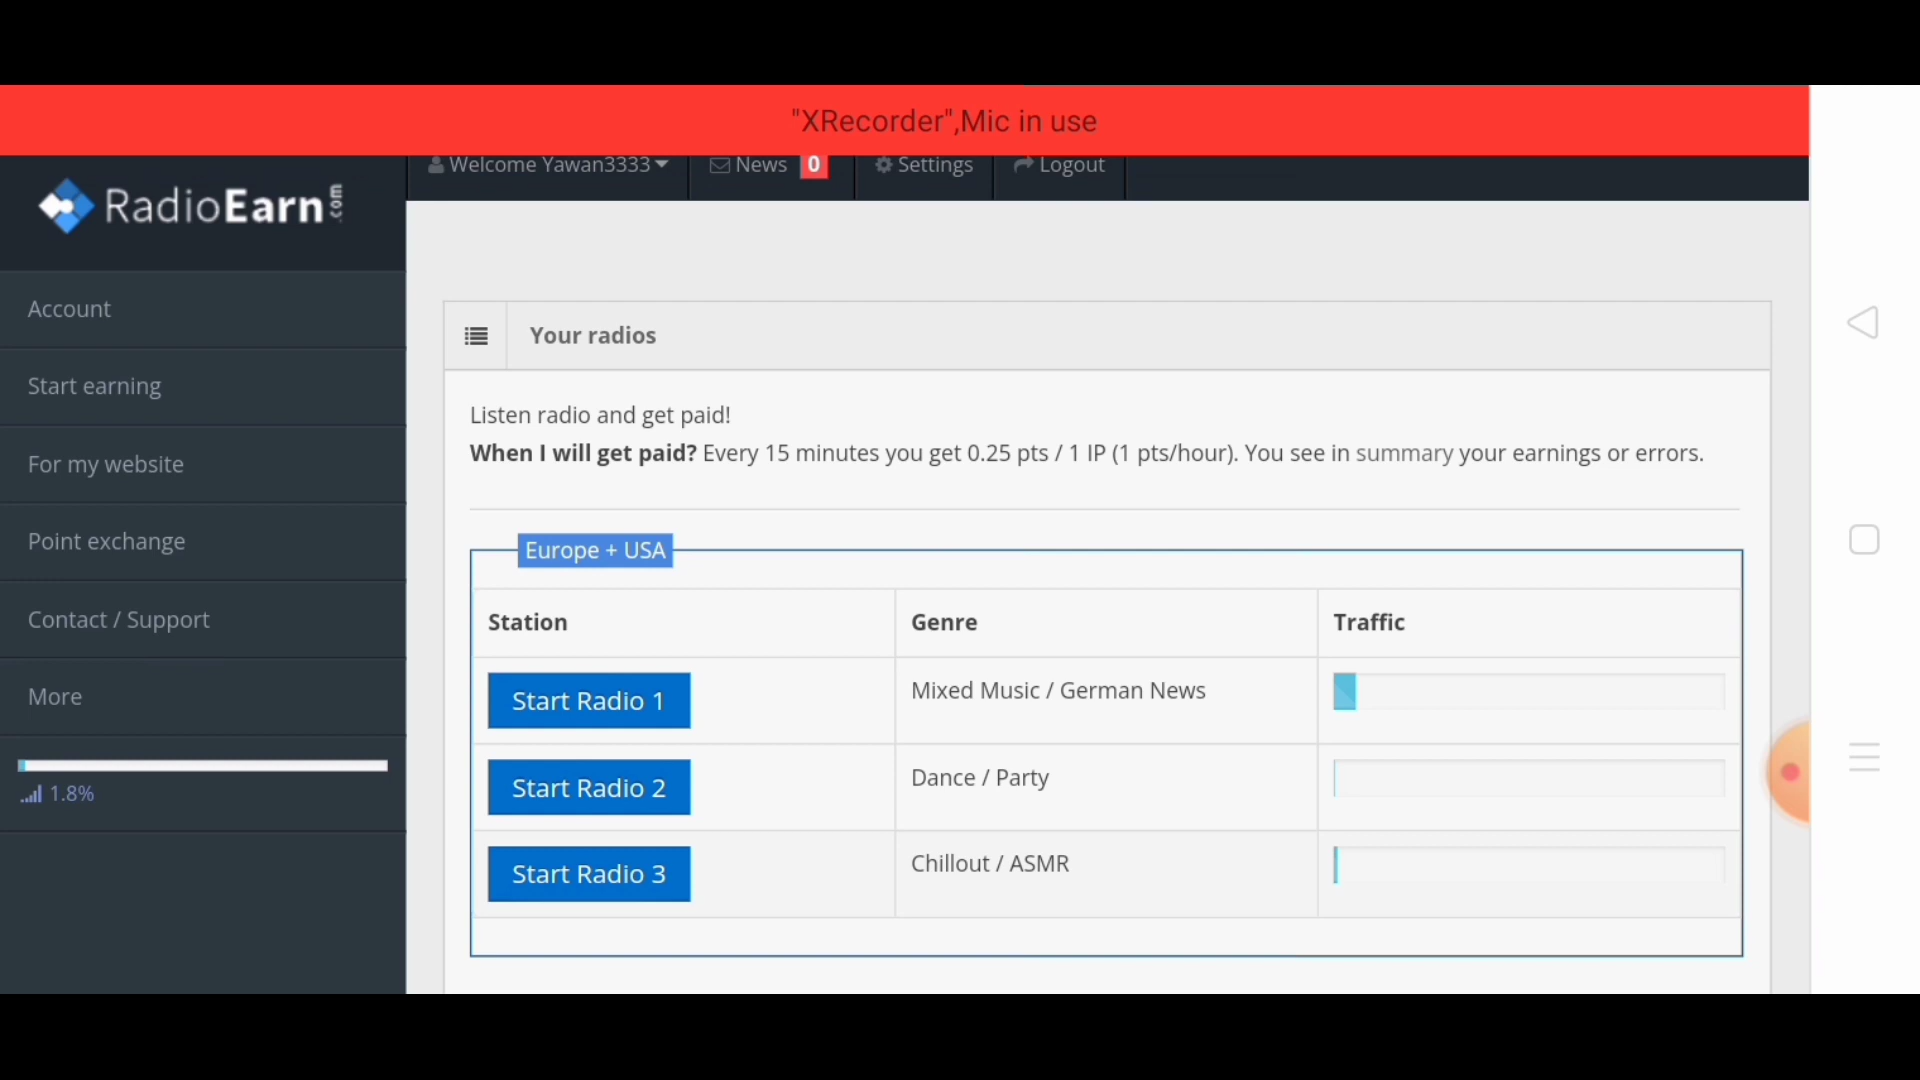 "XRecorder",Mic in use
Welcome Yawan3333 News 0 Settings Logout
RadioEarn.com
Account
Start earning
For my website
Point exchange
Contact / Support
More
1.8%
Your radios
Listen radio and get paid!
When I will get paid? Every 15 minutes you get 0.25 pts / 1 IP (1 pts/hour). You see in summary your earnings or errors.
Europe + USA
Station Genre Traffic
Start Radio 1 Mixed Music / German News
Start Radio 2 Dance / Party
Start Radio 3 Chillout / ASMR